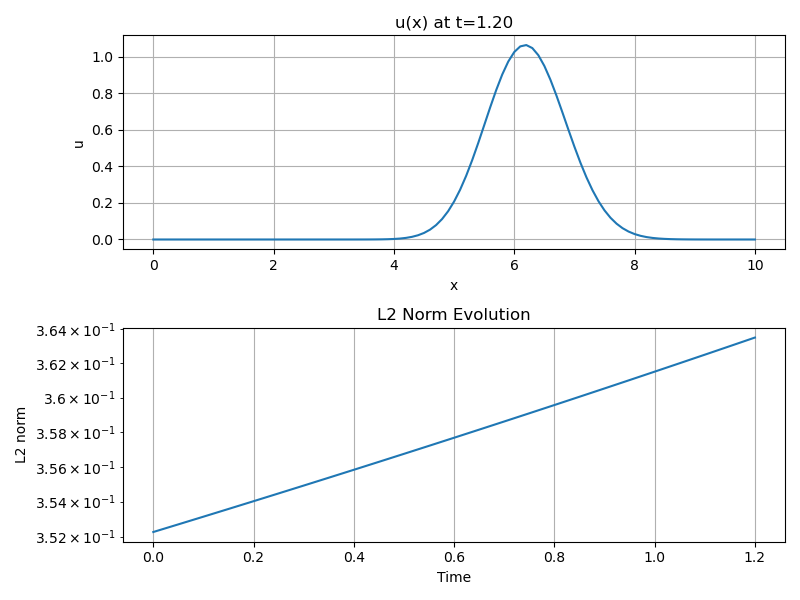 u(x) at t=1.20
1.0
0.8
0.6
0.4
0.2
0.0
u
0 2 4 6 8 10
x
L2 Norm Evolution
3.64 × 10⁻¹
3.62 × 10⁻¹
3.6 × 10⁻¹
3.58 × 10⁻¹
3.56 × 10⁻¹
3.54 × 10⁻¹
3.52 × 10⁻¹
L2 norm
0.0 0.2 0.4 0.6 0.8 1.0 1.2
Time